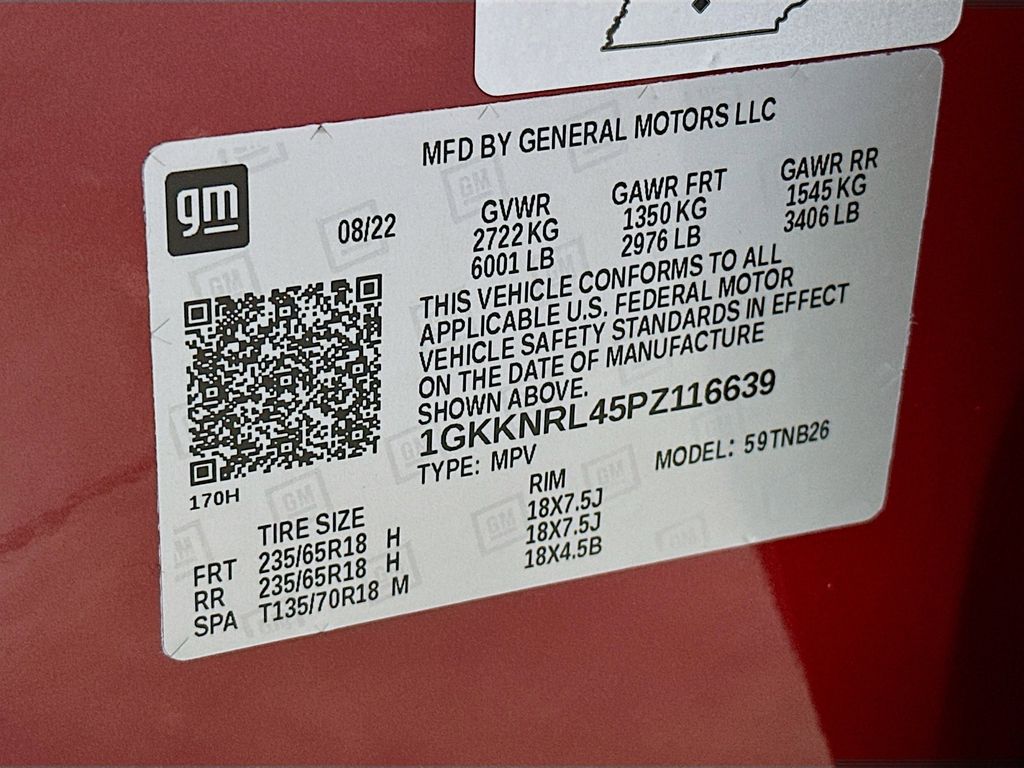 MFD BY GENERAL MOTORS LLC
gm
08/22
GVWR
2722 KG
6001 LB
GAWR FRT
1350 KG
2976 LB
GAWR RR
1545 KG
3406 LB
THIS VEHICLE CONFORMS TO ALL
APPLICABLE U.S. FEDERAL MOTOR
VEHICLE SAFETY STANDARDS IN EFFECT
ON THE DATE OF MANUFACTURE
SHOWN ABOVE.
1GKKNRL45PZ116639
TYPE: MPV
MODEL: 59TNB26
170H
TIRE SIZE
RIM
FRT 235/65R18 H 18X7.5J
RR 235/65R18 H 18X7.5J
SPA T135/70R18 M 18X4.5B